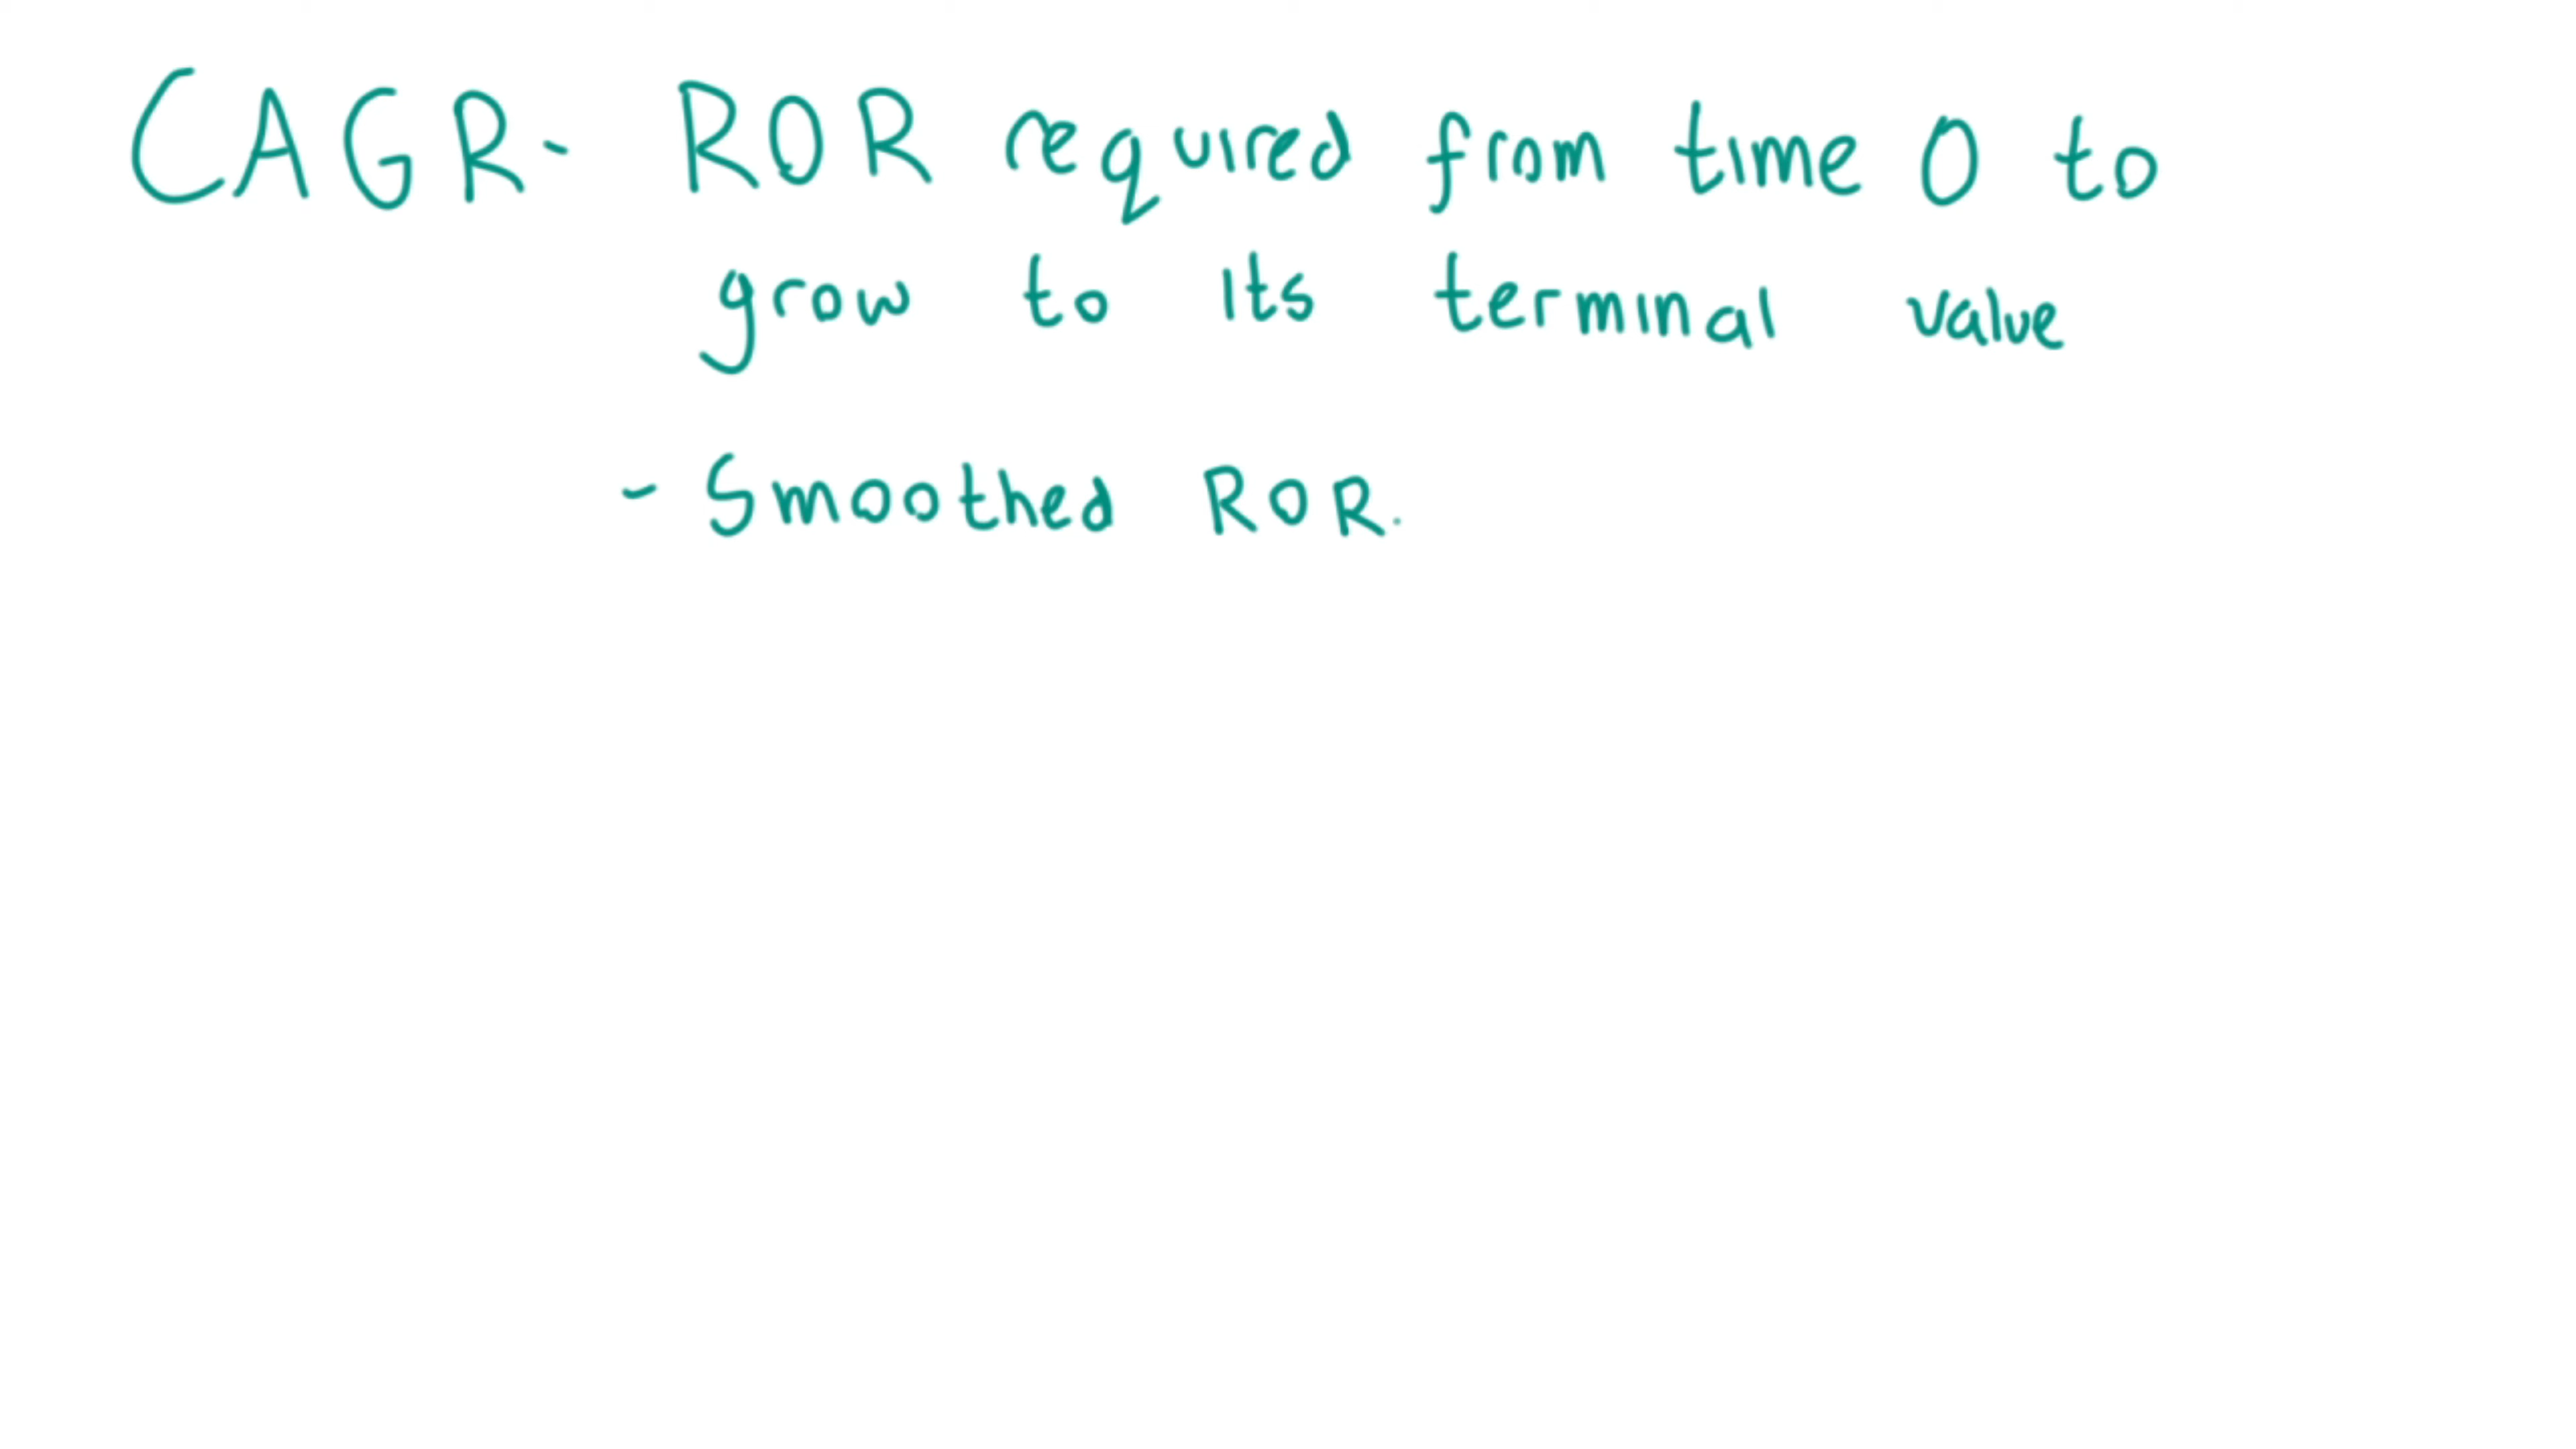 CAGR - ROR required from time 0 to
grow to its terminal value
- Smoothed ROR.